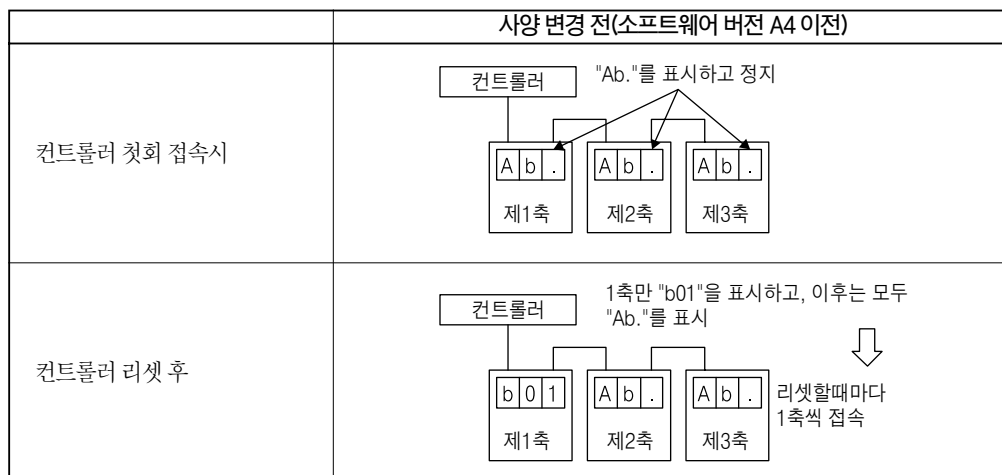 사양 변경 전(소프트웨어 버전 A4 이전)
컨트롤러 첫회 접속시
컨트롤러
"Ab."를 표시하고 정지
A b .
A b .
A b .
제1축
제2축
제3축
컨트롤러 리셋 후
컨트롤러
1축만 "b01"을 표시하고, 이후는 모두
"Ab."를 표시
b 0 1
A b .
A b .
제1축
제2축
제3축
리셋할때마다
1축씩 접속